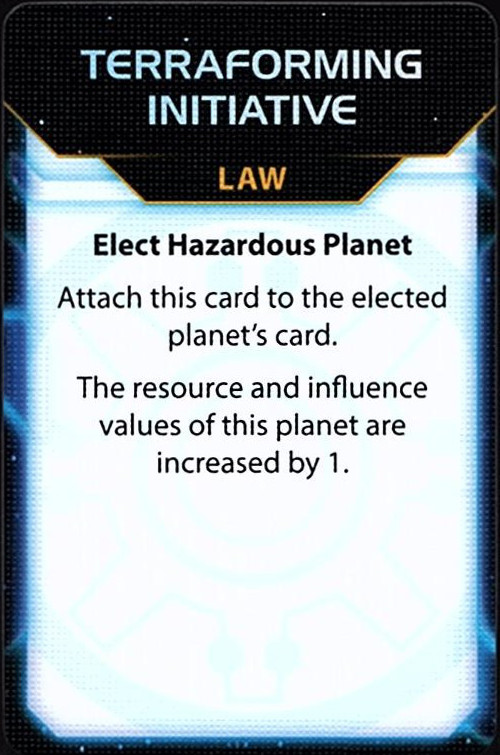 TERRAFORMING
INITIATIVE
LAW
Elect Hazardous Planet
Attach this card to the elected
planet's card.
The resource and influence
values of this planet are
increased by 1.